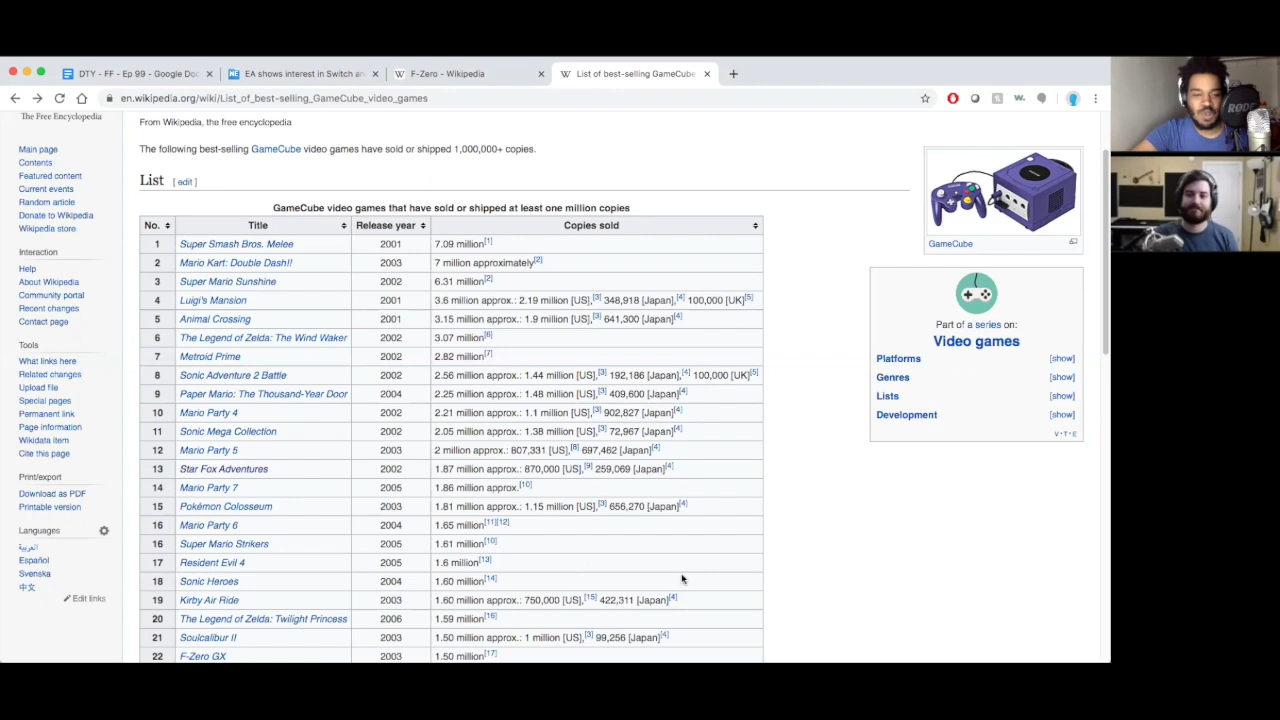 DTY - FF - Ep 99 - Google Doc
EA shows interest in Switch an
F-Zero - Wikipedia
List of best-selling GameCube
en.wikipedia.org/wiki/List_of_best-selling_GameCube_video_games
The Free Encyclopedia
Main page
Contents
Featured content
Current events
Random article
Donate to Wikipedia
Wikipedia store
Interaction
Help
About Wikipedia
Community portal
Recent changes
Contact page
Tools
What links here
Related changes
Upload file
Special pages
Permanent link
Page information
Wikidata item
Cite this page
Print/export
Download as PDF
Printable version
Languages
العربية
Español
Svenska
中文
Edit links
From Wikipedia, the free encyclopedia
The following best-selling GameCube video games have sold or shipped 1,000,000+ copies.
List [ edit ]
GameCube video games that have sold or shipped at least one million copies
No. Title Release year Copies sold
1 Super Smash Bros. Melee 2001 7.09 million[1]
2 Mario Kart: Double Dash!! 2003 7 million approximately[2]
3 Super Mario Sunshine 2002 6.31 million[2]
4 Luigi's Mansion 2001 3.6 million approx.: 2.19 million [US],[3] 348,918 [Japan],[4] 100,000 [UK][5]
5 Animal Crossing 2001 3.15 million approx.: 1.9 million [US],[3] 641,300 [Japan][4]
6 The Legend of Zelda: The Wind Waker 2002 3.07 million[6]
7 Metroid Prime 2002 2.82 million[7]
8 Sonic Adventure 2 Battle 2002 2.56 million approx.: 1.44 million [US],[3] 192,186 [Japan],[4] 100,000 [UK][5]
9 Paper Mario: The Thousand-Year Door 2004 2.25 million approx.: 1.48 million [US],[3] 409,600 [Japan][4]
10 Mario Party 4 2002 2.21 million approx.: 1.1 million [US],[3] 902,827 [Japan][4]
11 Sonic Mega Collection 2002 2.05 million approx.: 1.38 million [US],[3] 72,967 [Japan][4]
12 Mario Party 5 2003 2 million approx.: 807,331 [US],[8] 697,462 [Japan][4]
13 Star Fox Adventures 2002 1.87 million approx.: 870,000 [US],[9] 259,069 [Japan][4]
14 Mario Party 7 2005 1.86 million approx.[10]
15 Pokémon Colosseum 2003 1.81 million approx.: 1.15 million [US],[3] 656,270 [Japan][4]
16 Mario Party 6 2004 1.65 million[11][12]
16 Super Mario Strikers 2005 1.61 million[10]
17 Resident Evil 4 2005 1.6 million[13]
18 Sonic Heroes 2004 1.60 million[14]
19 Kirby Air Ride 2003 1.60 million approx.: 750,000 [US],[15] 422,311 [Japan][4]
20 The Legend of Zelda: Twilight Princess 2006 1.59 million[16]
21 Soulcalibur II 2003 1.50 million approx.: 1 million [US],[3] 99,256 [Japan][4]
22 F-Zero GX 2003 1.50 million[17]
GameCube
Part of a series on:
Video games
Platforms [show]
Genres [show]
Lists [show]
Development [show]
V·T·E
RØDE